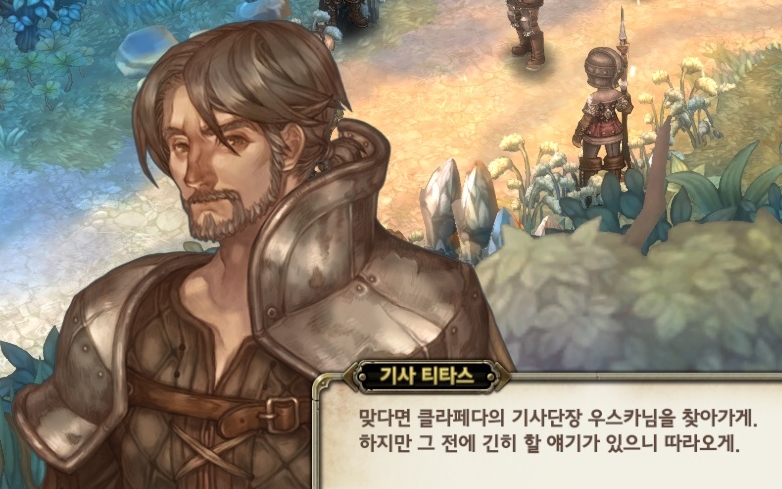 기사 티타스
맞다면 클라페다의 기사단장 우스카님을 찾아가게.
하지만 그 전에 긴히 할 얘기가 있으니 따라오게.